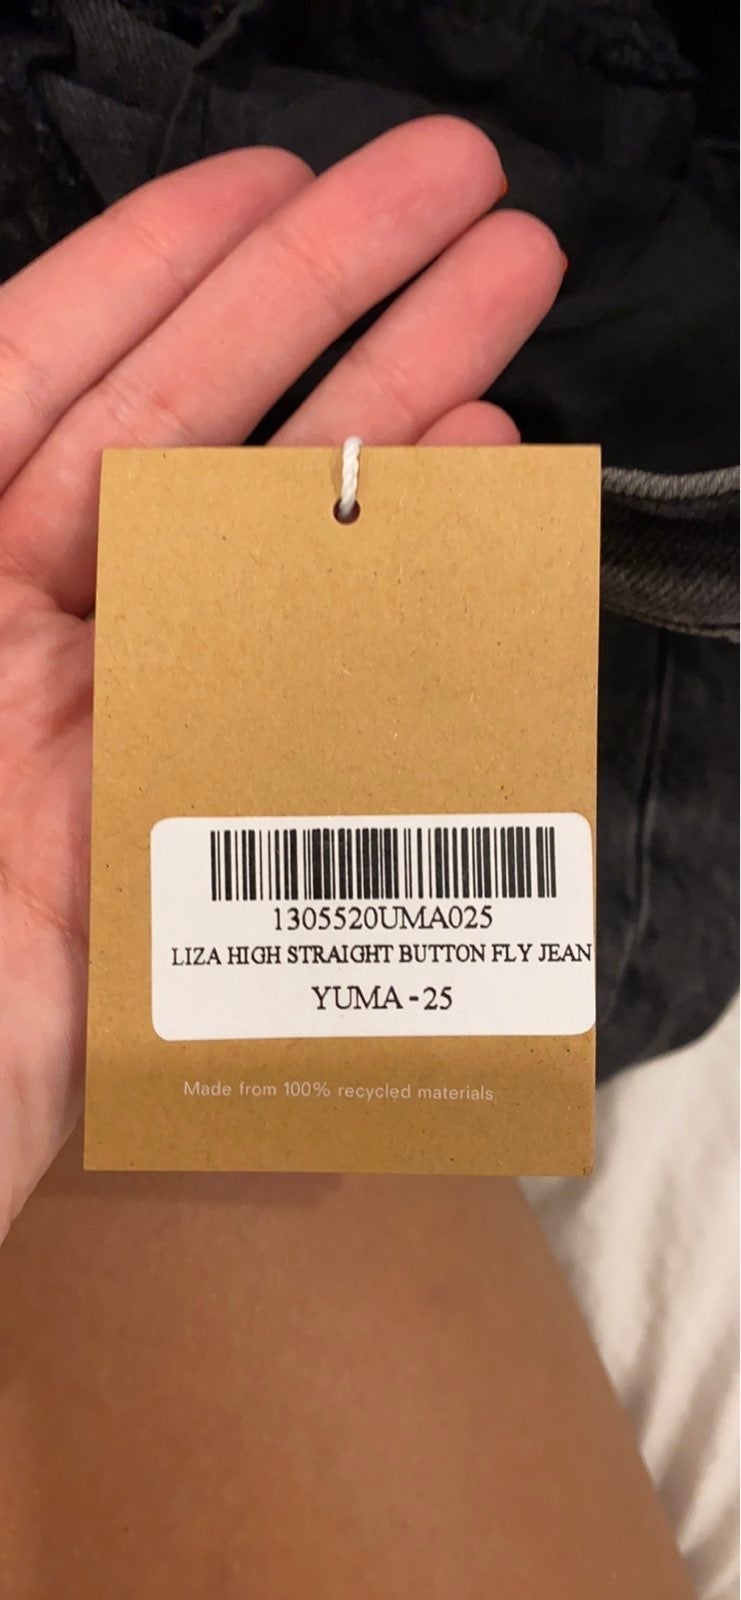 1305520UMA025
LIZA HIGH STRAIGHT BUTTON FLY JEAN
YUMA - 25
Made from 100% recycled materials